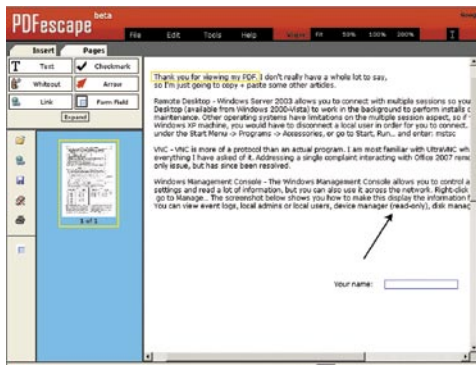 PDFescape beta
File Edit Tools Help View: Fit 50% 100% 200%
Insert Pages
Text Checkmark
Whiteout Arrow
Link Form Field
Expand
1 of 1
Thank you for viewing my PDF. I don't really have a whole lot to say,
so I'm just going to copy + paste some other articles.
Remote Desktop - Windows Server 2003 allows you to connect with multiple sessions so you
Desktop (available from Windows 2000-Vista) to work in the background to perform installs o
maintenance. Other operating systems have limitations on the multiple session aspect, so if
Windows XP machine, you would have to disconnect a local user in order for you to connect.
under the Start Menu -> Programs -> Accessories, or go to Start, Run... and enter: mstsc
VNC - VNC is more of a protocol than an actual program. I am most familiar with UltraVNC wh
everything I have asked of it. Addressing a single complaint interacting with Office 2007 rema
only issue, but has since been resolved.
Windows Management Console - The Windows Management Console allows you to control a
settings and read a lot of information, but you can also use it across the network. Right-click
go to Manage.. The screenshot below shows you how to make this display the information f
You can view event logs, local admins or local users, device manager (read-only), disk manag
Your name: